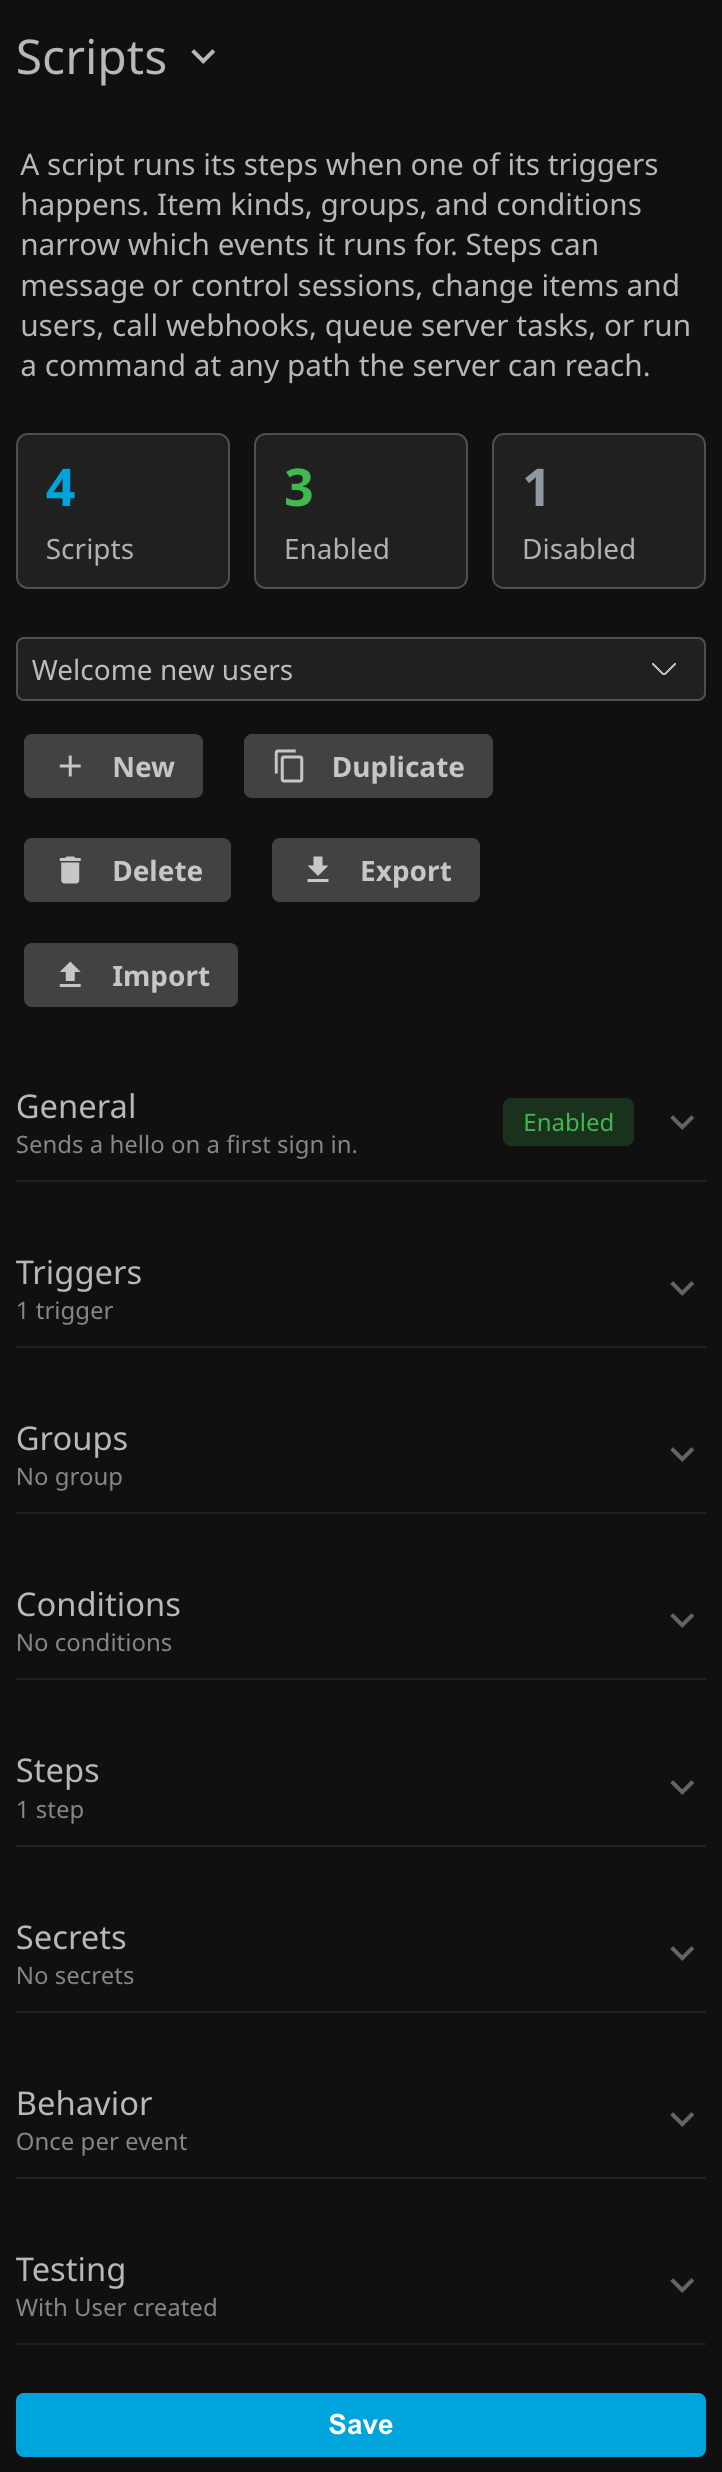 Scripts
A script runs its steps when one of its triggers
happens. Item kinds, groups, and conditions
narrow which events it runs for. Steps can
message or control sessions, change items and
users, call webhooks, queue server tasks, or run
a command at any path the server can reach.
4
Scripts
3
Enabled
1
Disabled
Welcome new users
New
Duplicate
Delete
Export
Import
General
Sends a hello on a first sign in.
Enabled
Triggers
1 trigger
Groups
No group
Conditions
No conditions
Steps
1 step
Secrets
No secrets
Behavior
Once per event
Testing
With User created
Save